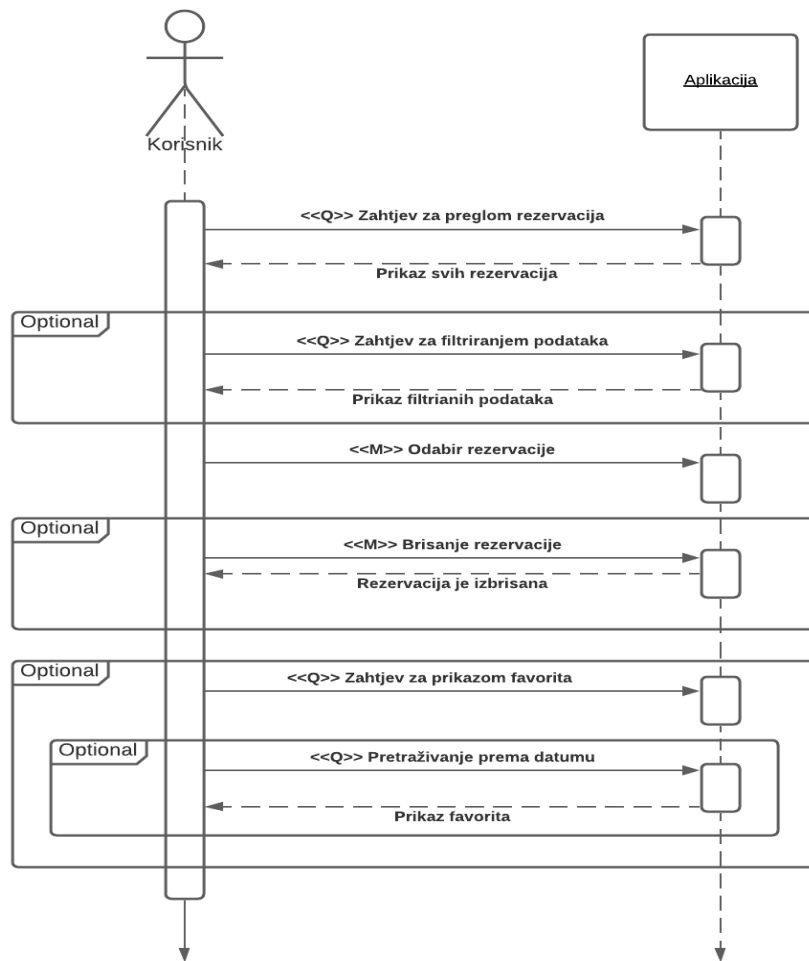 Aplikacija
Korisnik
<<Q>> Zahtjev za preglom rezervacija
Prikaz svih rezervacija
Optional
<<Q>> Zahtjev za filtriranjem podataka
Prikaz filtrianih podataka
<<M>> Odabir rezervacije
Optional
<<M>> Brisanje rezervacije
Rezervacija je izbrisana
Optional
<<Q>> Zahtjev za prikazom favorita
Optional
<<Q>> Pretraživanje prema datumu
Prikaz favorita